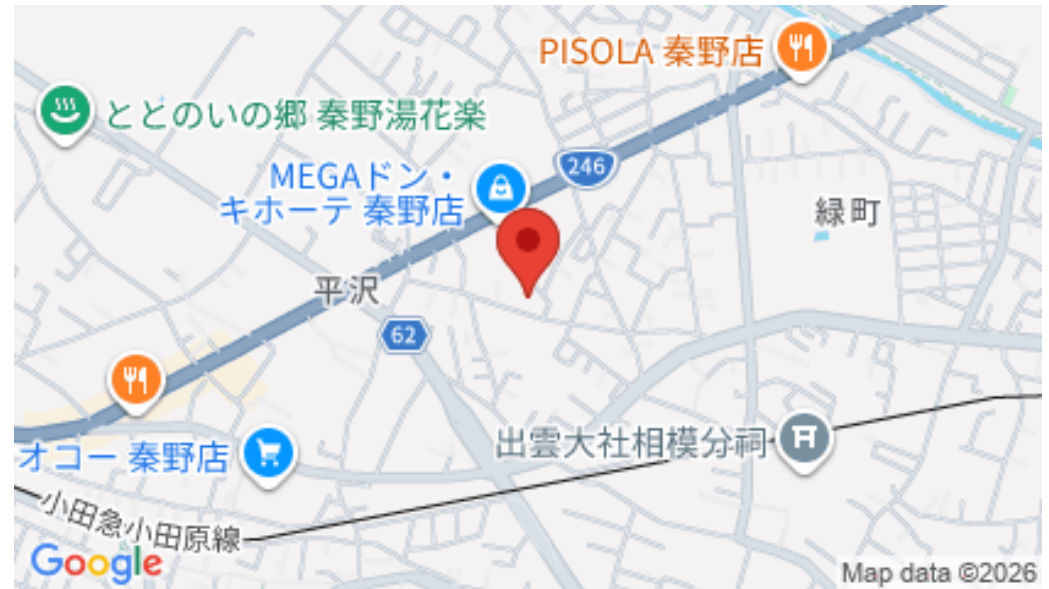 PISOLA 秦野店
ととのいの郷 秦野湯花楽
246
MEGAドン・
キホーテ 秦野店
緑町
平沢
62
出雲大社相模分祠
オコー 秦野店
小田急小田原線
Google
Map data ©2026